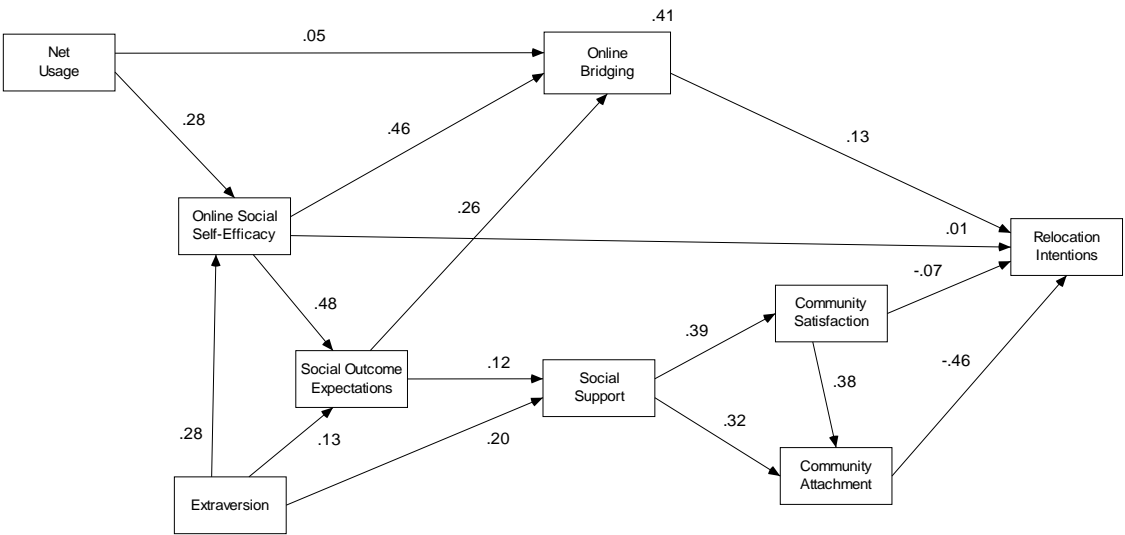 .41
Net
Usage
.05
Online
Bridging
.28
.46
.13
.26
Online Social
Self-Efficacy
.01
Relocation
Intentions
-.07
.48
Community
Satisfaction
.39
Social Outcome
Expectations
.12
Social
Support
.38
-.46
.28
.13
.20
.32
Community
Attachment
Extraversion